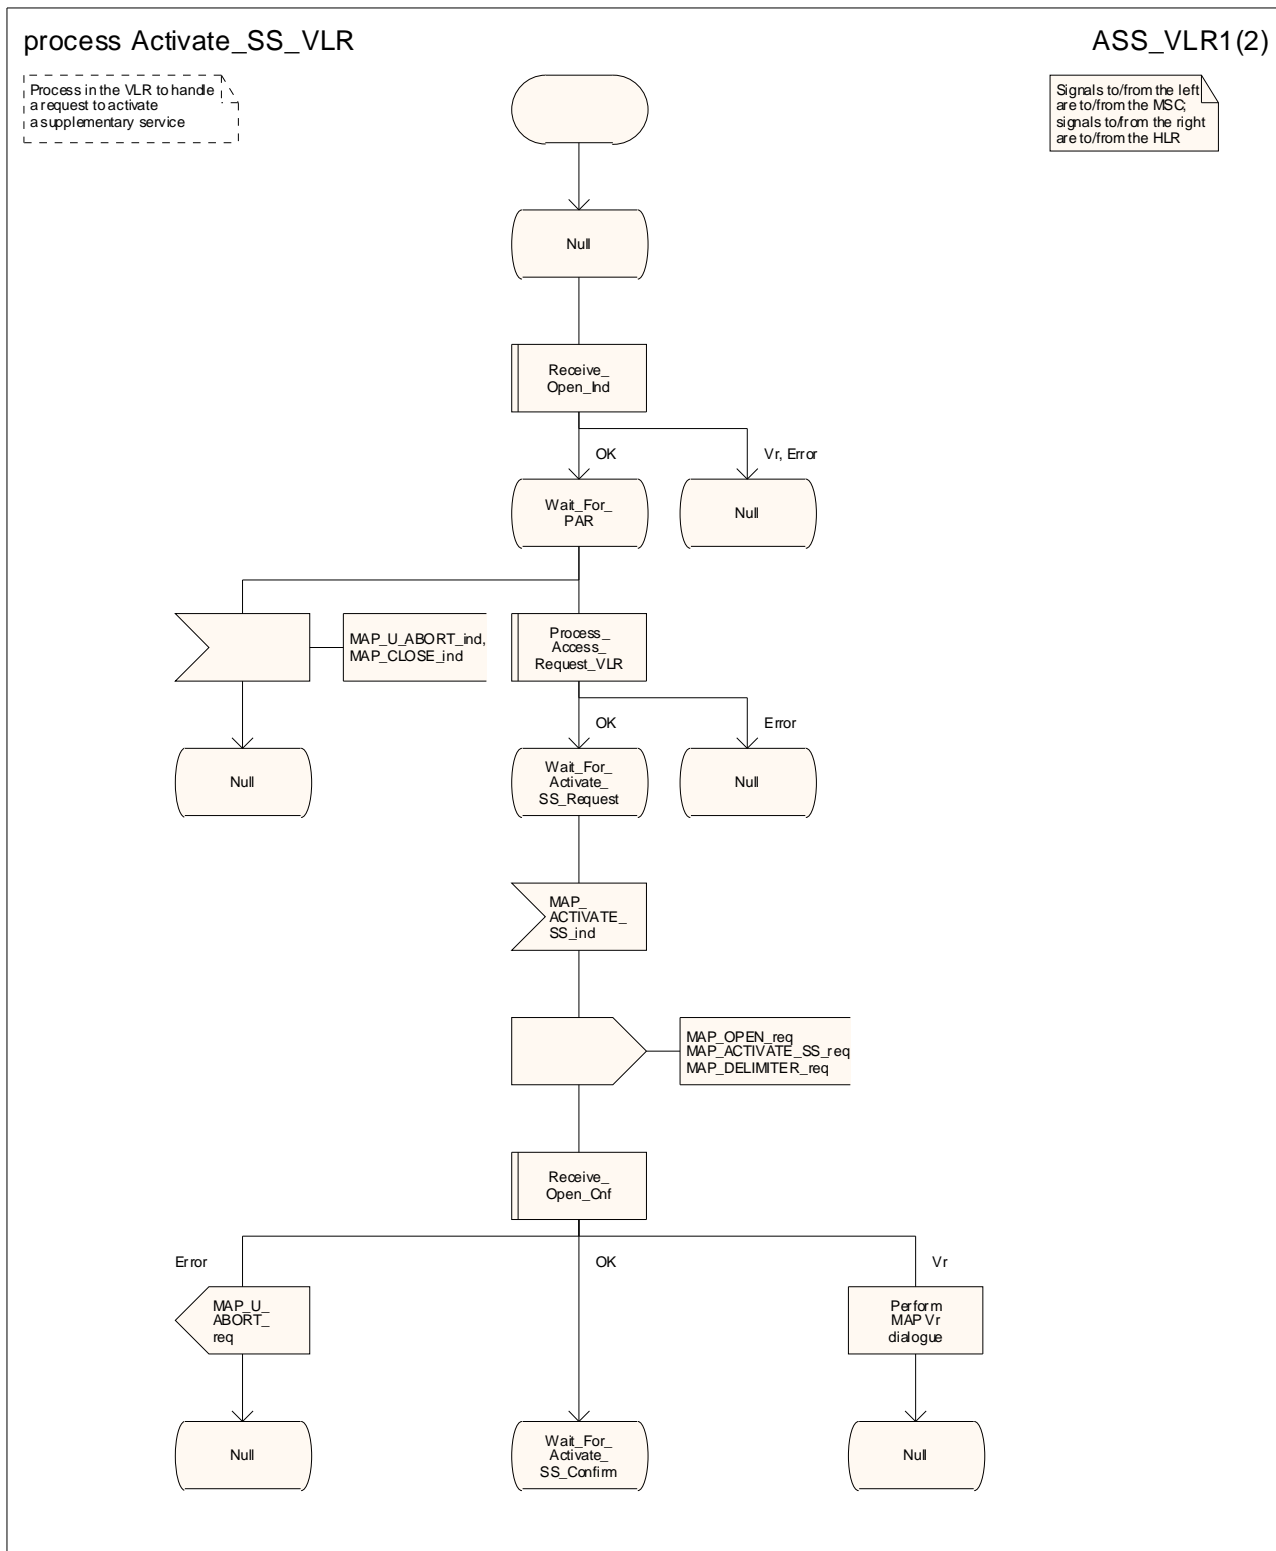 process Activate_SS_VLR
ASS_VLR1(2)
Process in the VLR to handle
a request to activate
a supplementary service
Signals to/from the left
are to/from the MSC;
signals to/from the right
are to/from the HLR
Null
Receive_
Open_Ind
OK
Vr, Error
Wait_For_
PAR
Null
MAP_U_ABORT_ind,
MAP_CLOSE_ind
Process_
Access_
Request_VLR
OK
Error
Null
Wait_For_
Activate_
SS_Request
Null
MAP_
ACTIVATE_
SS_ind
MAP_OPEN_req
MAP_ACTIVATE_SS_req
MAP_DELIMITER_req
Receive_
Open_Cnf
Error
OK
Vr
MAP_U_
ABORT_
req
Perform
MAP Vr
dialogue
Null
Wait_For_
Activate_
SS_Confirm
Null